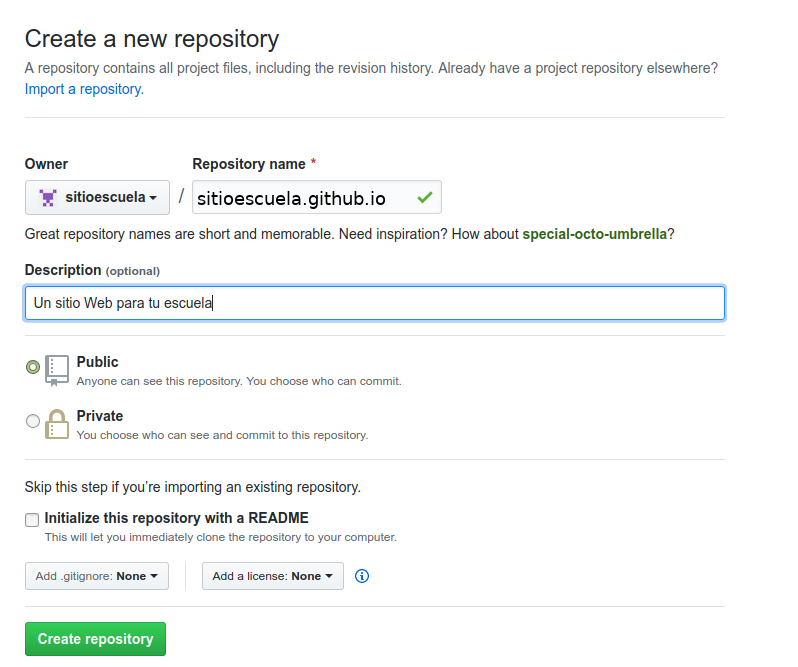 Create a new repository
A repository contains all project files, including the revision history. Already have a project repository elsewhere?
Import a repository.
Owner
Repository name *
sitioescuela / sitioescuela.github.io
Great repository names are short and memorable. Need inspiration? How about special-octo-umbrella?
Description (optional)
Un sitio Web para tu escuela
Public
Anyone can see this repository. You choose who can commit.
Private
You choose who can see and commit to this repository.
Skip this step if you’re importing an existing repository.
Initialize this repository with a README
This will let you immediately clone the repository to your computer.
Add .gitignore: None
Add a license: None
Create repository